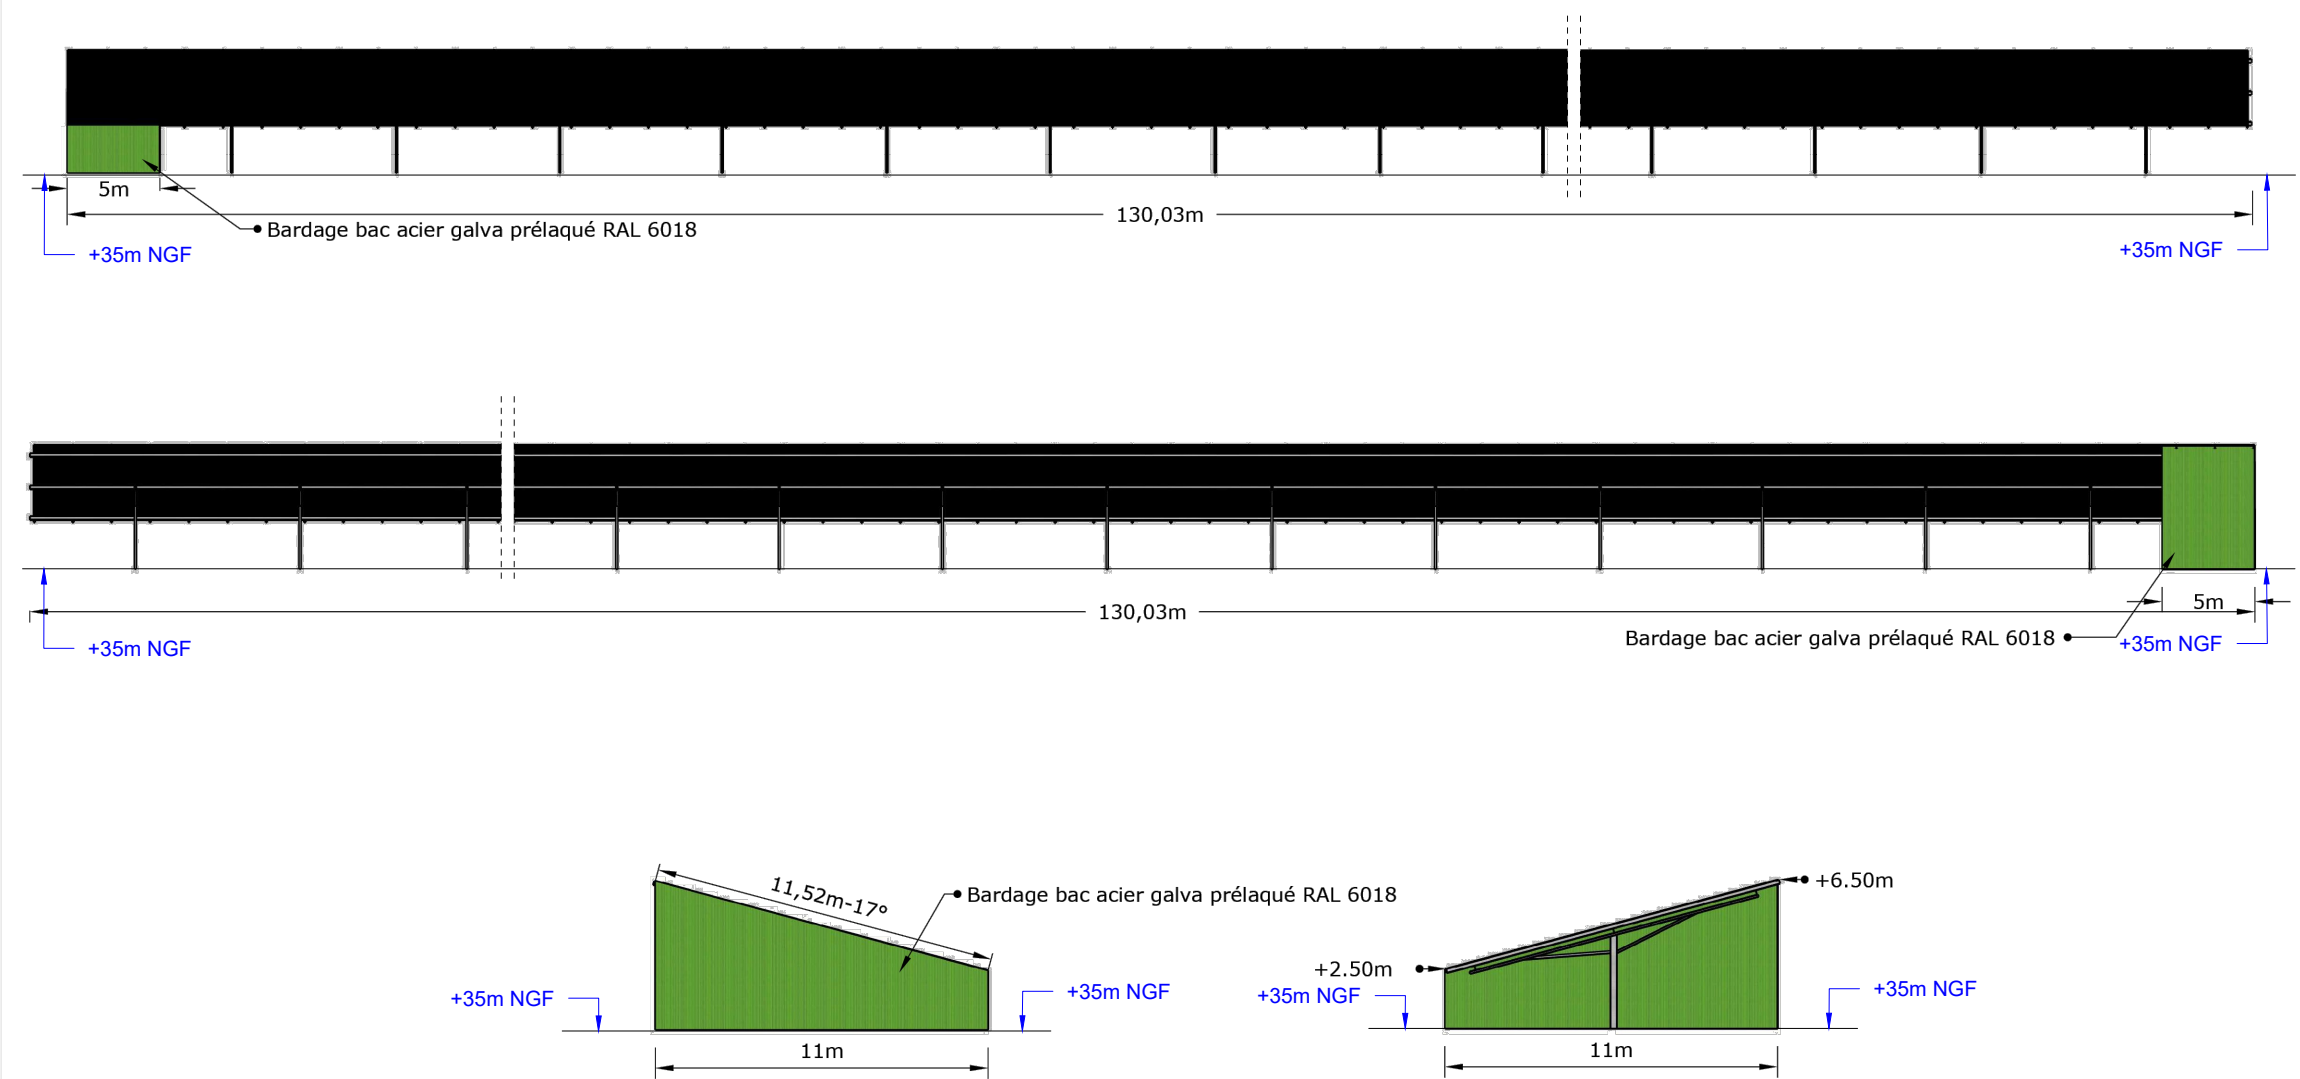 5m
130,03m
Bardage bac acier galva prélaqué RAL 6018
+35m NGF
+35m NGF
130,03m
5m
Bardage bac acier galva prélaqué RAL 6018
+35m NGF
+35m NGF
11,52m-17°
Bardage bac acier galva prélaqué RAL 6018
+35m NGF
+35m NGF
11m
+6.50m
+2.50m
+35m NGF
+35m NGF
11m